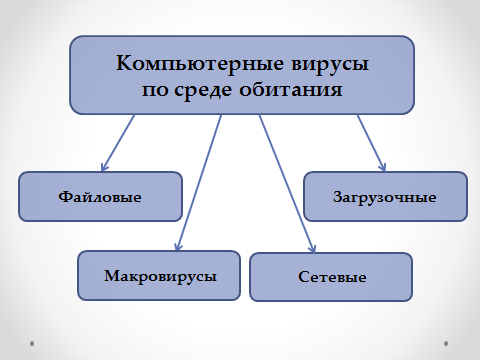 Компьютерные вирусы
по среде обитания
Файловые
Загрузочные
Макровирусы
Сетевые